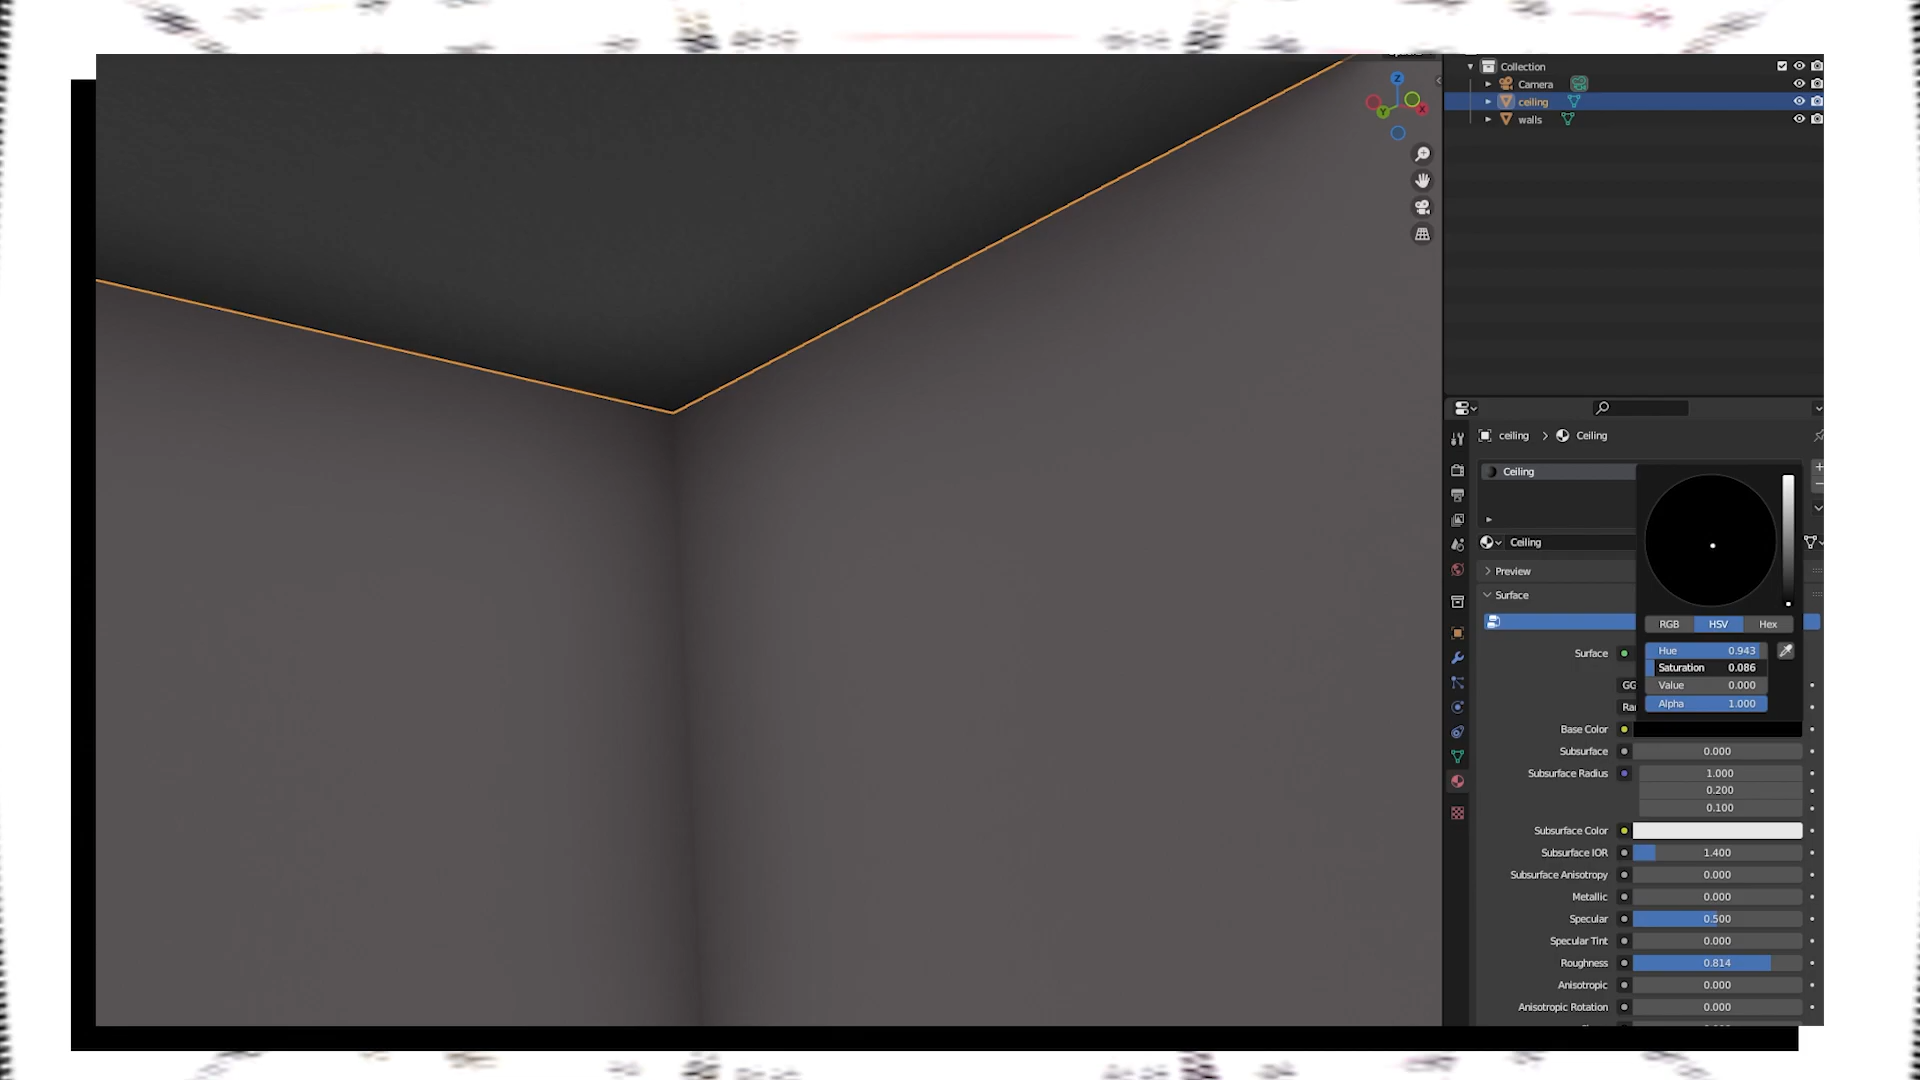 Collection
Camera
ceiling
walls
Z
X
Y
ceiling > Ceiling
Ceiling
Ceiling
Preview
Surface
RGB HSV Hex
Hue 0.943
Saturation 0.086
Value 0.000
Alpha 1.000
Surface
GG
Rar
Base Color
Subsurface 0.000
Subsurface Radius 1.000
0.200
0.100
Subsurface Color
Subsurface IOR 1.400
Subsurface Anisotropy 0.000
Metallic 0.000
Specular 0.500
Specular Tint 0.000
Roughness 0.814
Anisotropic 0.000
Anisotropic Rotation 0.000